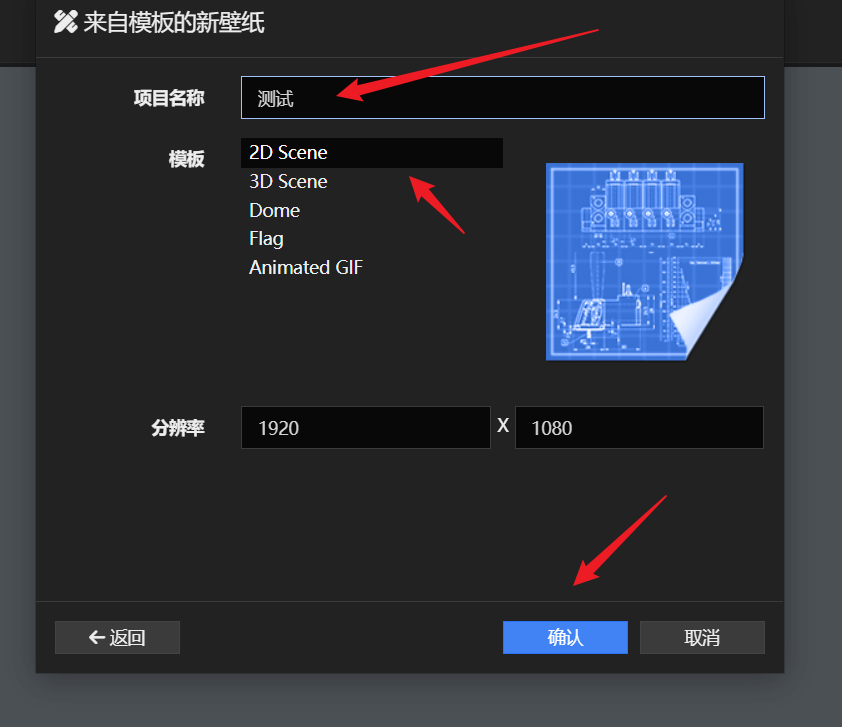 来自模板的新壁纸
项目名称
测试
模板
2D Scene
3D Scene
Dome
Flag
Animated GIF
分辨率
1920 X 1080
返回
确认
取消